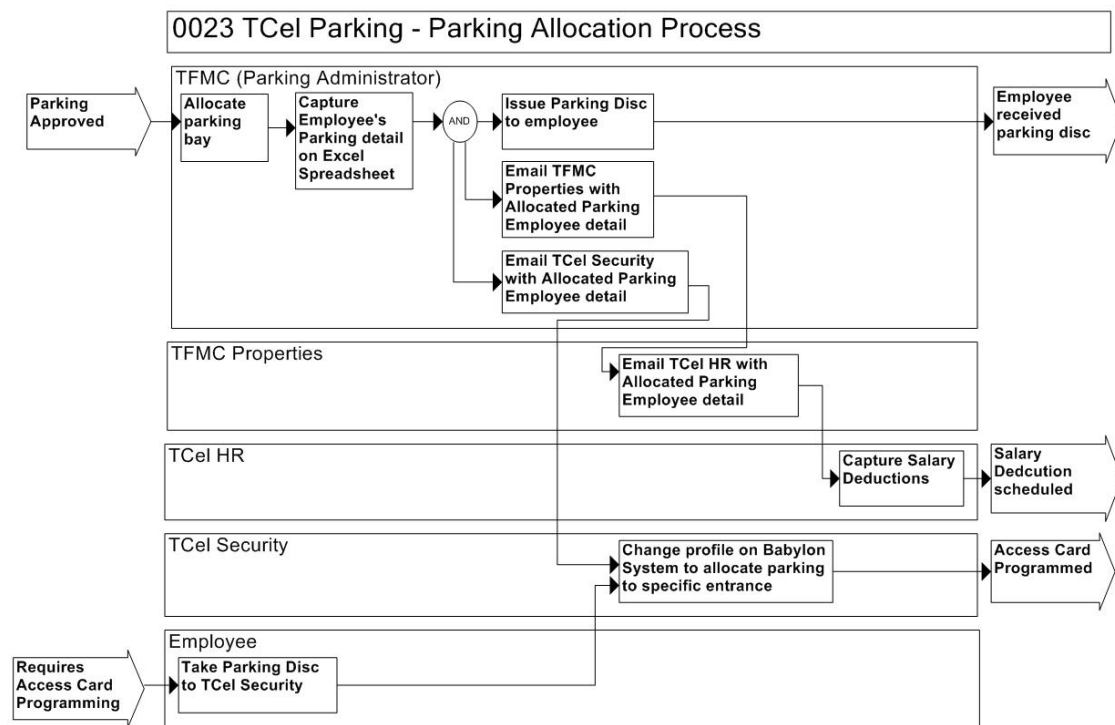 0023 TCel Parking - Parking Allocation Process
TFMC (Parking Administrator)
Parking
Approved
Allocate
parking
bay
Capture
Employee's
Parking detail
on Excel
Spreadsheet
AND
Issue Parking Disc
to employee
Employee
received
parking disc
Email TFMC
Properties with
Allocated Parking
Employee detail
Email TCel Security
with Allocated Parking
Employee detail
TFMC Properties
Email TCel HR with
Allocated Parking
Employee detail
TCel HR
Capture Salary
Deductions
Salary
Dedcution
scheduled
TCel Security
Change profile on Babylon
System to allocate parking
to specific entrance
Access Card
Programmed
Employee
Requires
Access Card
Programming
Take Parking Disc
to TCel Security